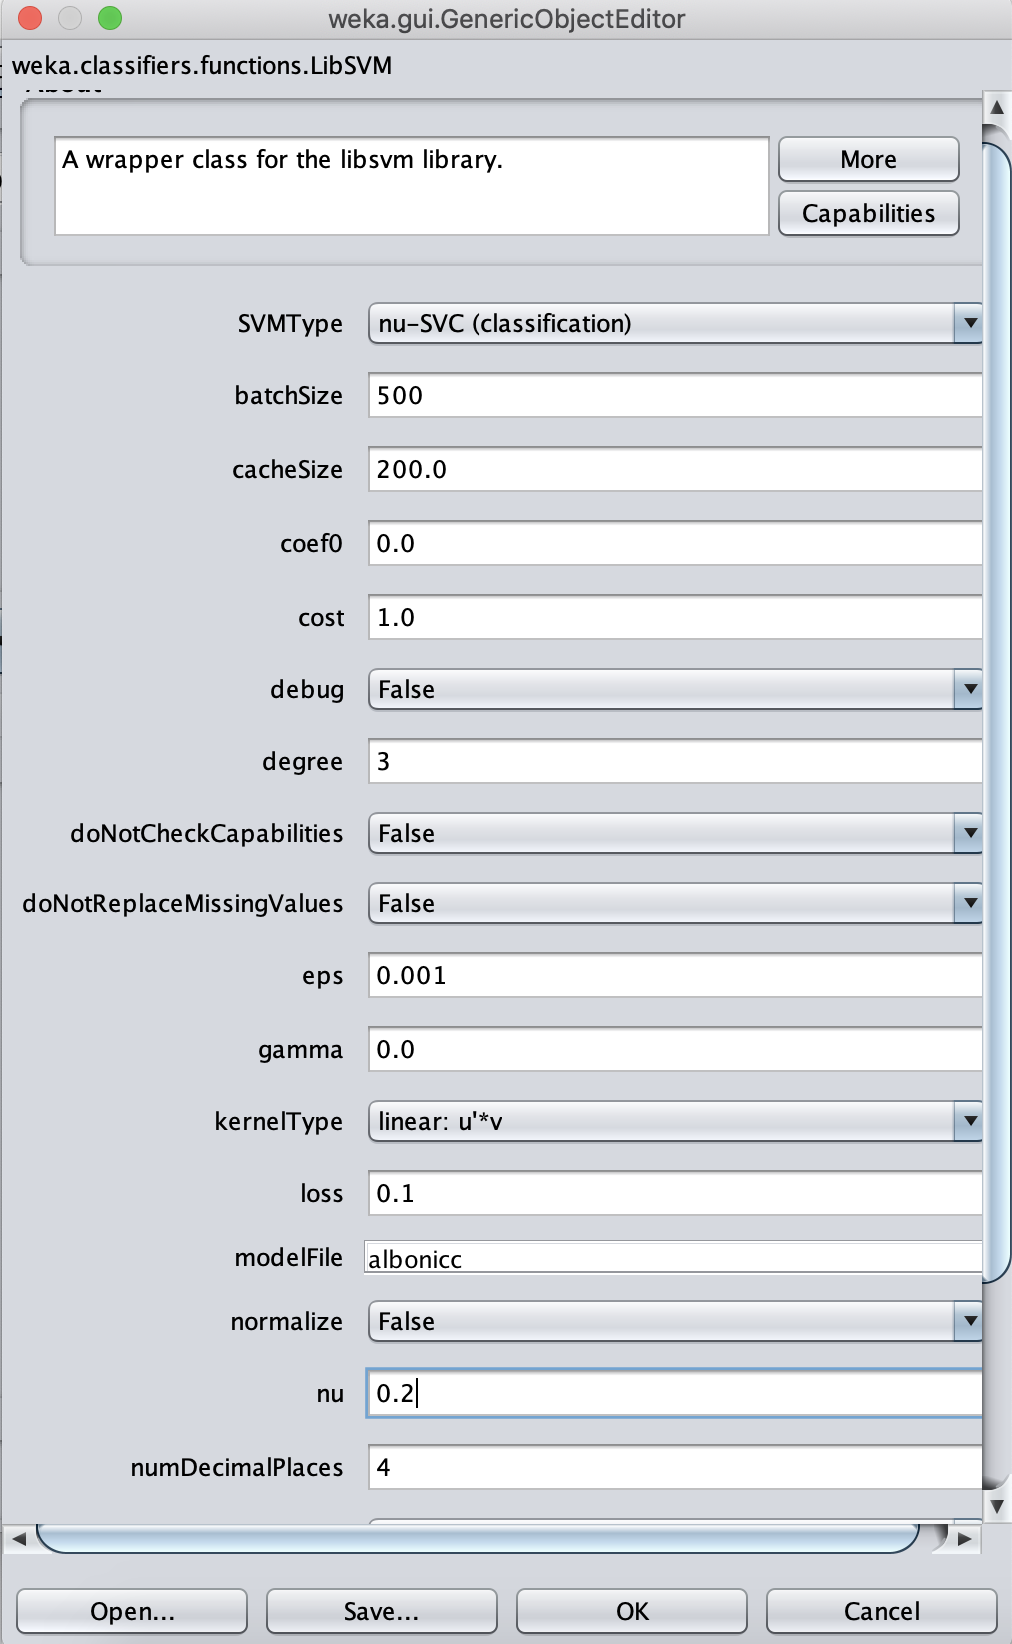 weka.gui.GenericObjectEditor
weka.classifiers.functions.LibSVM
About
A wrapper class for the libsvm library.
More
Capabilities
SVMType nu-SVC (classification)
batchSize 500
cacheSize 200.0
coef0 0.0
cost 1.0
debug False
degree 3
doNotCheckCapabilities False
doNotReplaceMissingValues False
eps 0.001
gamma 0.0
kernelType linear: u'*v
loss 0.1
modelFile albonicc
normalize False
nu 0.2
numDecimalPlaces 4
Open... Save... OK Cancel